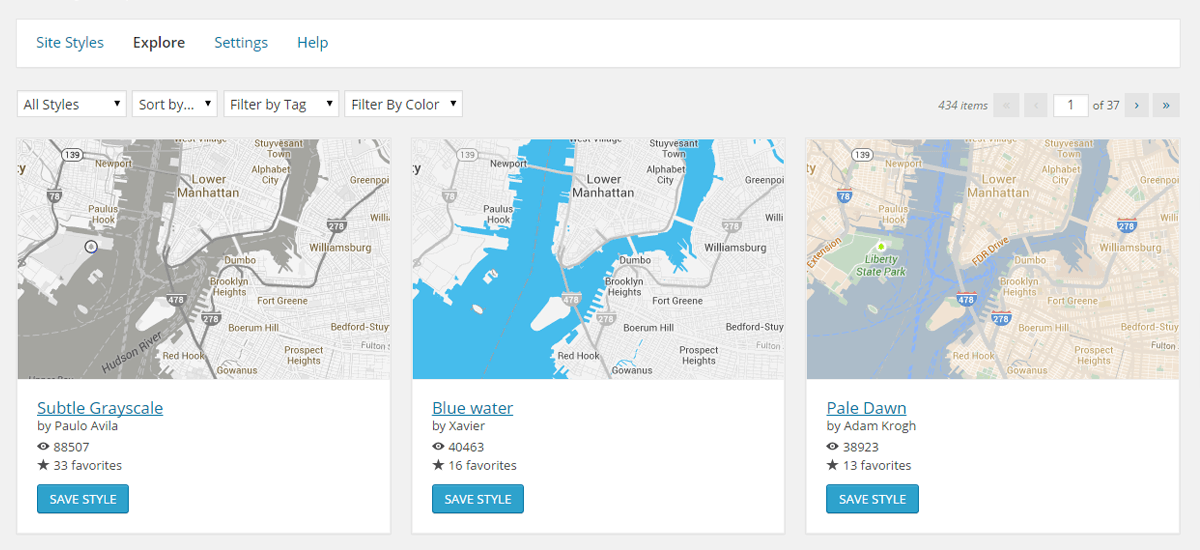 Site Styles Explore Settings Help
All Styles Sort by... Filter by Tag Filter By Color 434 items « ‹ 1 of 37 › »
139
Newport
Stuyvesant
Town
Lower
Manhattan
Alphabet
City
78
Greenpoi
Paulus
Hook
278
Willi
Williamsburg
Dumbo
Brooklyn
Heights
478
Fort Greene
278
Boerum Hill
Bedford-Stuy
Hudson River
Red Hook
Prospect
Heights
Fulton S
Gowanus
Upper Bay
West Village
Stuyvesant
Town
139
Newport
Lower
Manhattan
Alphabet
City
78
Greenpoi
Paulus
Hook
278
Willi
Williamsburg
Dumbo
Brooklyn
Heights
478
Fort Greene
278
Boerum Hill
Bedford-Stuy
Red Hook
Prospect
Heights
Fulton S
Gowanus
West Village
Stuyvesant
Town
139
Newport
Lower
Manhattan
Alphabet
City
78
Greenpoi
Paulus
Hook
278
Willi
Williamsburg
Extension
Liberty
State Park
FDR Drive
Dumbo
Brooklyn
Heights
478
Fort Greene
278
Boerum Hill
Bedford-Stuy
Red Hook
Prospect
Heights
Fulton S
Gowanus
Subtle Grayscale
by Paulo Avila
88507
33 favorites
SAVE STYLE
Blue water
by Xavier
40463
16 favorites
SAVE STYLE
Pale Dawn
by Adam Krogh
38923
13 favorites
SAVE STYLE